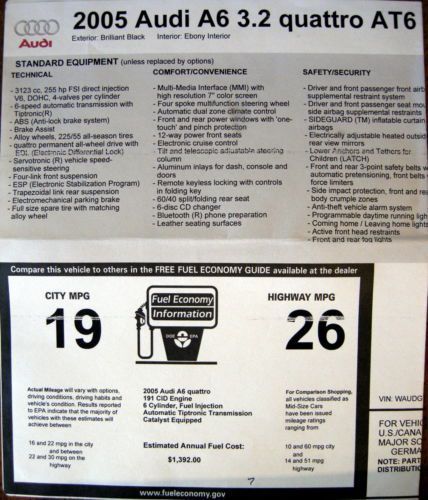 2005 Audi A6 3.2 quattro AT6
Audi
Exterior: Brilliant Black Interior: Ebony Interior
STANDARD EQUIPMENT (unless replaced by options)
TECHNICAL
- 3123 cc, 255 hp FSI direct injection
V6, DOHC, 4-valves per cylinder
- 6-speed automatic transmission with
Tiptronic(R)
- ABS (Anti-lock brake system)
- Brake Assist
- Alloy wheels, 225/55 all-season tires
- quattro permanent all-wheel drive with
EDL (Electronic Differential Lock)
- Servotronic (R) vehicle speed-
sensitive steering
- Four-link front suspension
- ESP (Electronic Stabilization Program)
- Trapezoidal link rear suspension
- Electromechanical parking brake
- Full size spare tire with matching
alloy wheel
COMFORT/CONVENIENCE
- Multi-Media Interface (MMI) with
high resolution 7" color screen
- Four spoke multifunction steering wheel
- Automatic dual zone climate control
- Front and rear power windows with 'one-
touch' and pinch protection
- 12-way power front seats
- Electronic cruise control
- Tilt and telescopic adjustable steering
column
- Aluminum inlays for dash, console and
doors
- Remote keyless locking with controls
in folding key
- 60/40 split/folding rear seat
- 6-disc CD changer
- Bluetooth (R) phone preparation
- Leather seating surfaces
SAFETY/SECURITY
- Driver and front passenger front airb
supplemental restraint system
- Driver and front passenger seat mou
side airbag supplemental restraints
- SIDEGUARD (TM) inflatable curtain
airbags
- Electrically adjustable heated outside
rear view mirrors
- Lower Anchors and Tethers for
Children (LATCH)
- Front and rear 3-point safety belts w
automatic pretensioning, front belts
force limiters
- Side impact protection, front and rea
body crumple zones
- Anti-theft vehicle alarm system
- Programmable daytime running light
- Coming home / Leaving home lights
- Active front head restraints
- Front and rear fog lights
Compare this vehicle to others in the FREE FUEL ECONOMY GUIDE available at the dealer
CITY MPG
19
Fuel Economy
Information
DOE EPA
HIGHWAY MPG
26
Actual Mileage will vary with options,
driving conditions, driving habits and
vehicle's condition. Results reported
to EPA indicate that the majority of
vehicles with these estimates will
achieve between
16 and 22 mpg in the city
and between
22 and 30 mpg on the
highway
2005 Audi A6 quattro
191 CID Engine
6 Cylinder, Fuel Injection
Automatic Tiptronic Transmission
Catalyst Equipped
Estimated Annual Fuel Cost:
$1,392.00
For Comparison Shopping,
all vehicles classified as
Mid-Size Cars
have been issued
mileage ratings
ranging from
10 and 60 mpg city
and
14 and 51 mpg
highway
7
www.fueleconomy.gov
VIN: WAUDG
FOR VEHIC
U.S./CANA
MAJOR SO
GERMA
NOTE: PART
DISTRIBUTION